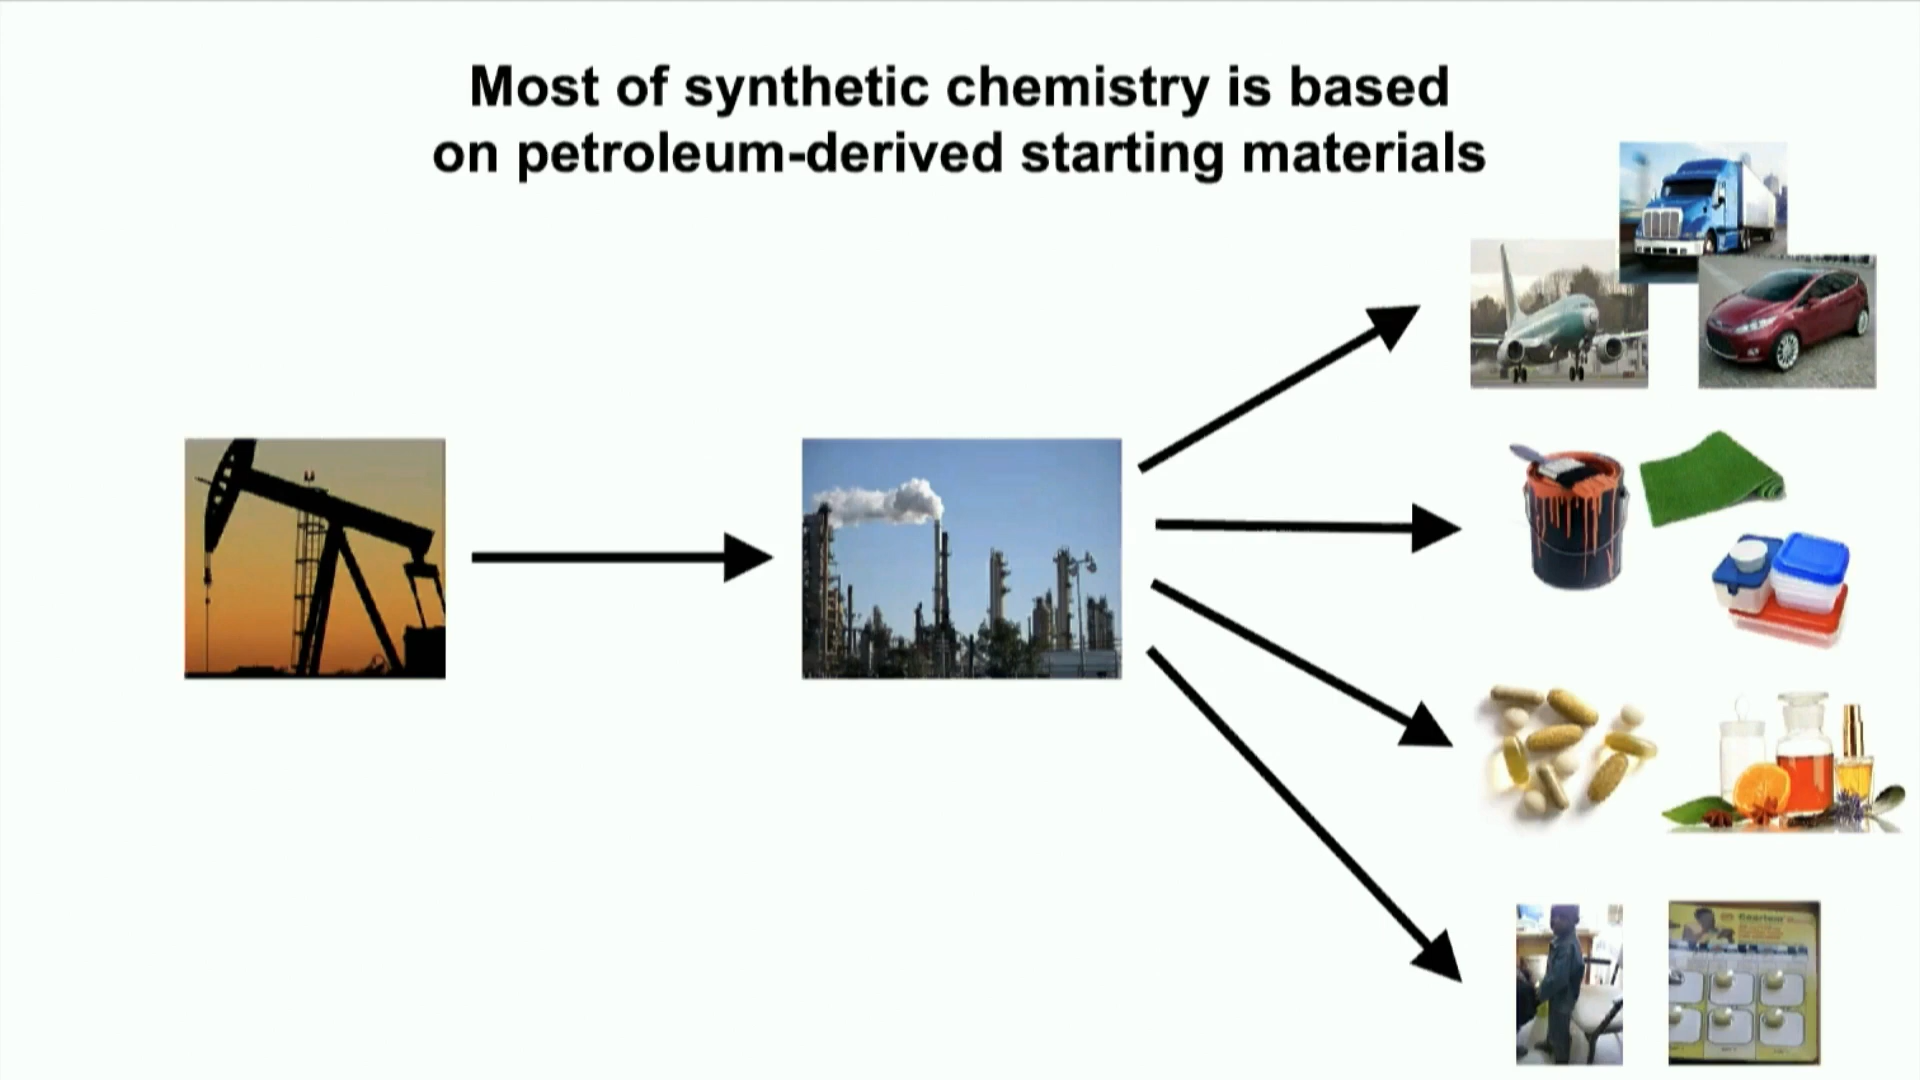 Most of synthetic chemistry is based
on petroleum-derived starting materials